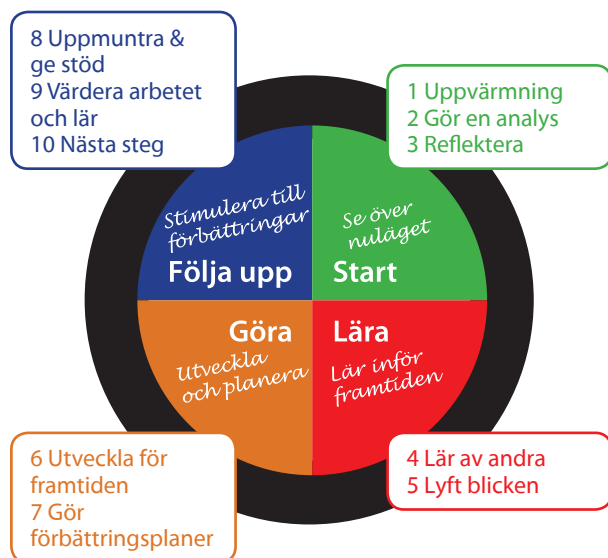 8 Uppmuntra &
ge stöd
9 Värdera arbetet
och lär
10 Nästa steg
1 Uppvärmning
2 Gör en analys
3 Reflektera
Stimulera till
förbättringar
Följa upp
Se över
nuläget
Start
Göra
Utveckla
och planera
Lära
Lär inför
framtiden
6 Utveckla för
framtiden
7 Gör
förbättringsplaner
4 Lär av andra
5 Lyft blicken